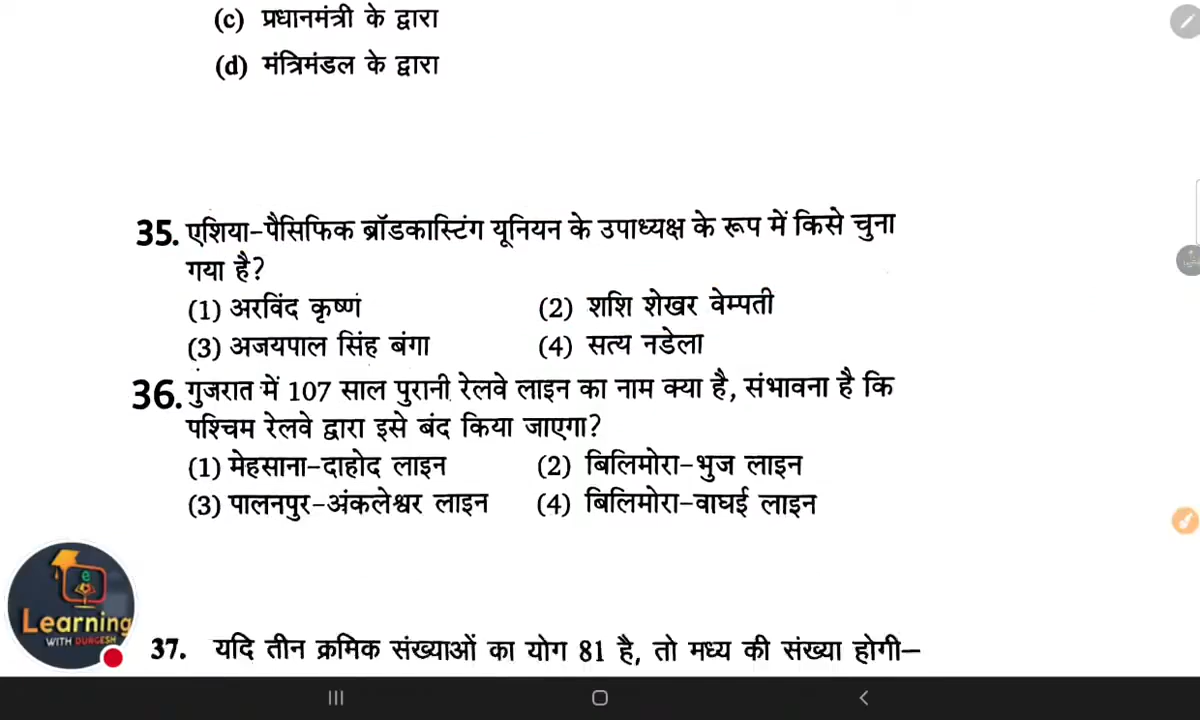 (c) प्रधानमंत्री के द्वारा
(d) मंत्रिमंडल के द्वारा
35. एशिया-पैसिफिक ब्रॉडकास्टिंग यूनियन के उपाध्यक्ष के रूप में किसे चुना
गया है?
(1) अरविंद कृष्णं (2) शशि शेखर वेम्पती
(3) अजयपाल सिंह बंगा (4) सत्य नडेला
36. गुजरात में 107 साल पुरानी रेलवे लाइन का नाम क्या है, संभावना है कि
पश्चिम रेलवे द्वारा इसे बंद किया जाएगा?
(1) मेहसाना-दाहोद लाइन (2) बिलिमोरा-भुज लाइन
(3) पालनपुर-अंकलेश्वर लाइन (4) बिलिमोरा-वाघई लाइन
e
Learning
WITH DURGESH
37. यदि तीन क्रमिक संख्याओं का योग 81 है, तो मध्य की संख्या होगी–